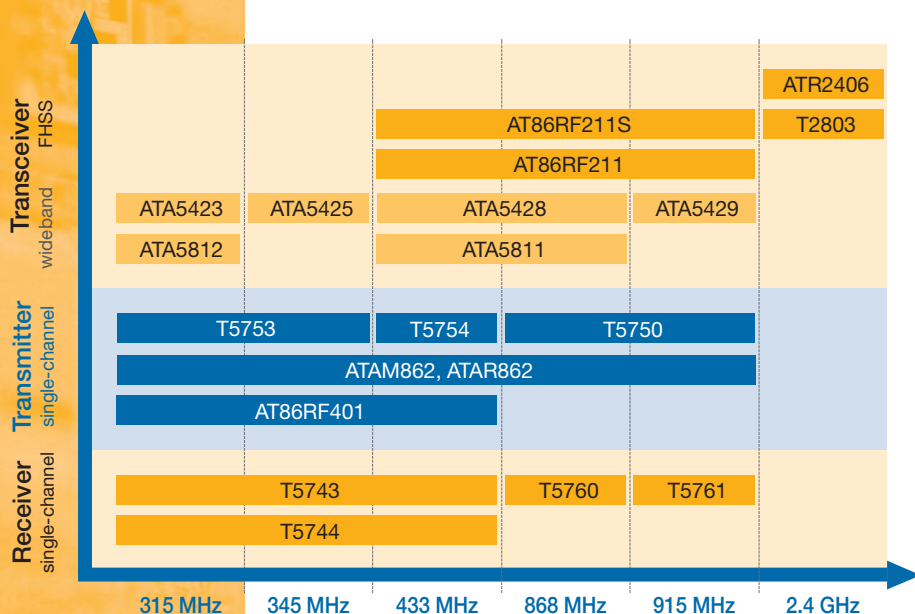 Transceiver
FHSS
wideband
ATR2406
AT86RF211S
T2803
AT86RF211
ATA5423
ATA5425
ATA5428
ATA5429
ATA5812
ATA5811
Transmitter
single-channel
T5753
T5754
T5750
ATAM862, ATAR862
AT86RF401
Receiver
single-channel
T5743
T5760
T5761
T5744
315 MHz
345 MHz
433 MHz
868 MHz
915 MHz
2.4 GHz